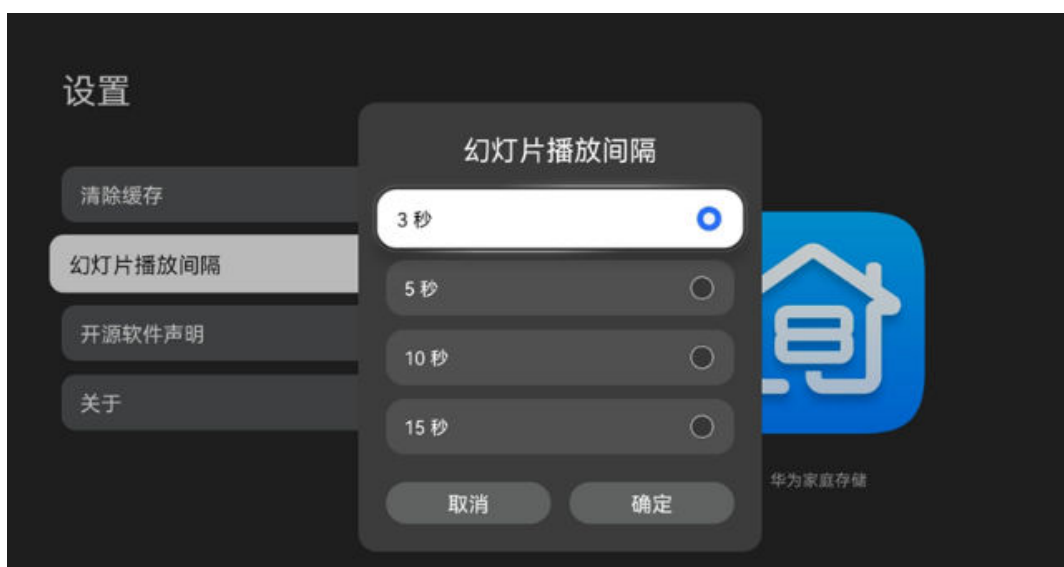 设置
清除缓存
幻灯片播放间隔
开源软件声明
关于
幻灯片播放间隔
3 秒
5 秒
10 秒
15 秒
取消
确定
华为家庭存储